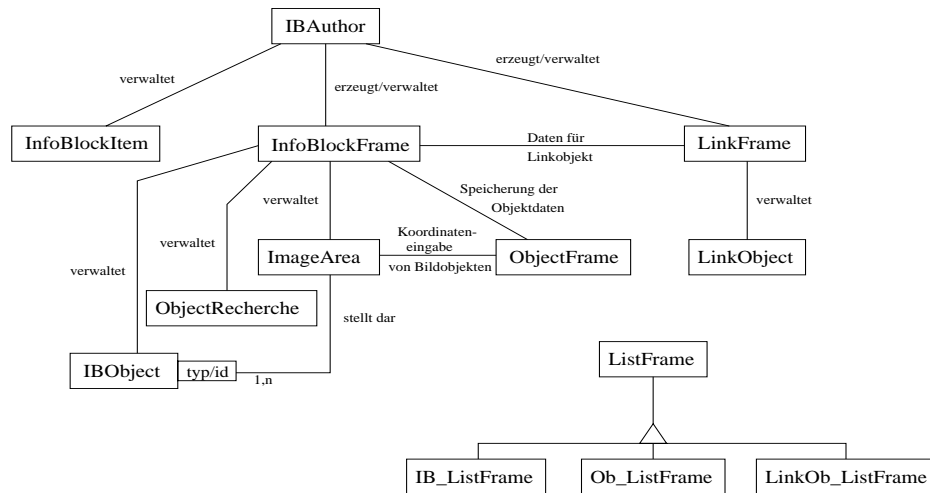 IBAuthor
verwaltet
erzeugt/verwaltet
erzeugt/verwaltet
InfoBlockItem
InfoBlockFrame
Daten für
Linkobjekt
LinkFrame
verwaltet
Speicherung der
Objektdaten
verwaltet
verwaltet
verwaltet
ImageArea
Koordinaten-
eingabe
von Bildobjekten
ObjectFrame
LinkObject
ObjectRecherche
stellt dar
IBObject
typ/id
1,n
ListFrame
IB_ListFrame
Ob_ListFrame
LinkOb_ListFrame